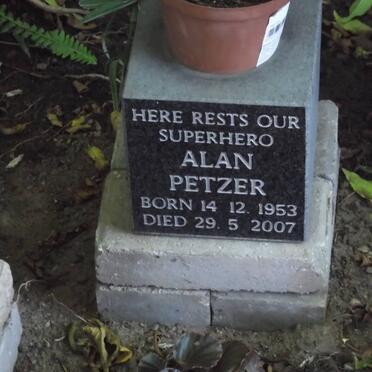 HERE RESTS OUR
SUPERHERO
ALAN
PETZER
BORN 14 12. 1953
DIED 29. 5 2007